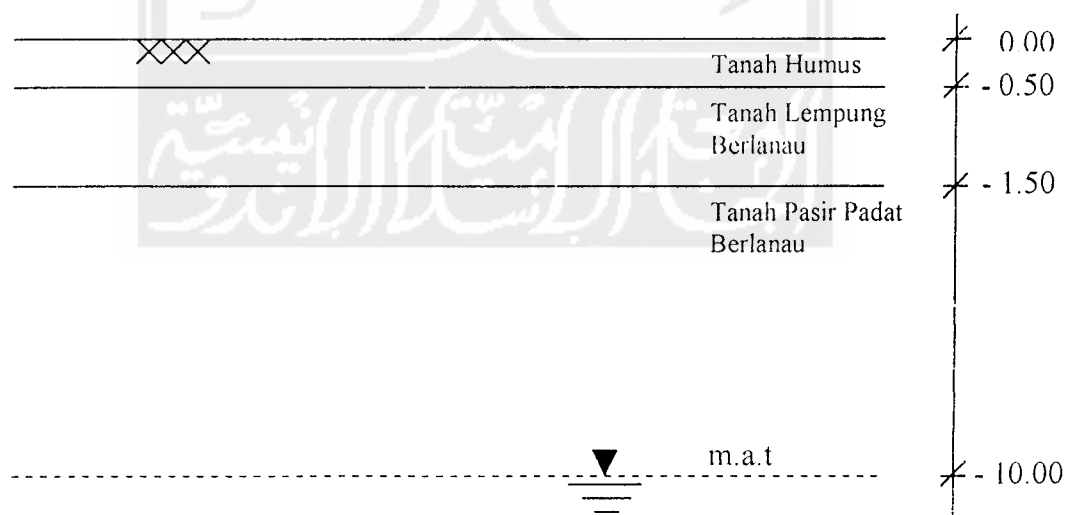 0.00
Tanah Humus
- 0.50
Tanah Lempung
Berlanau
- 1.50
Tanah Pasir Padat
Berlanau
m.a.t
- 10.00